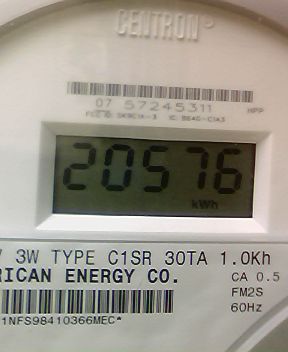 CENTRON
07 57245311
HPP
20576
kWh
3W TYPE C1SR 30TA 1.0Kh
RICAN ENERGY CO.
CA 0.5
FM2S
60Hz
1NFS98410366MEC*